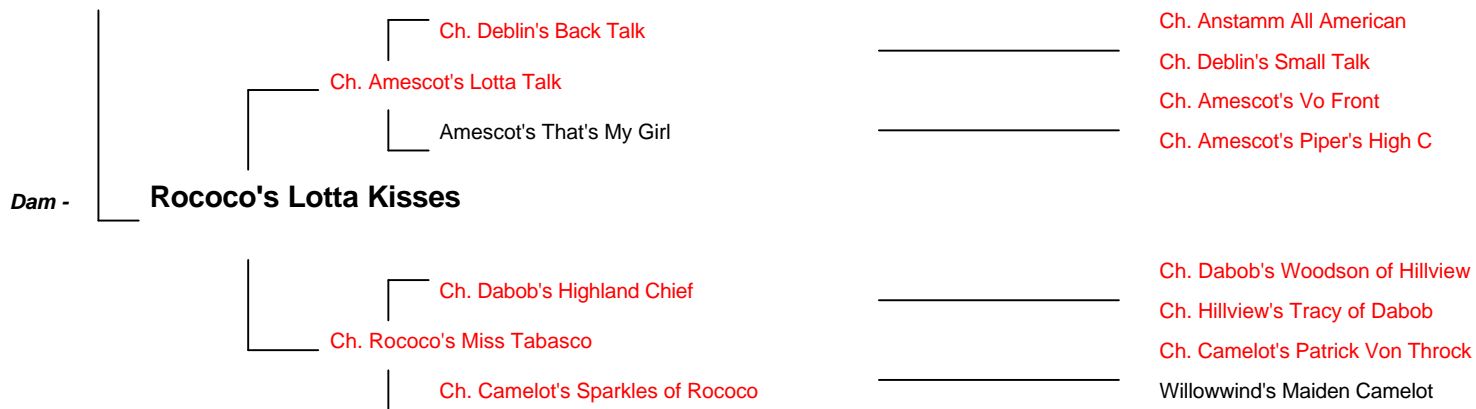 Ch. Anstamm All American
Ch. Deblin's Back Talk
Ch. Deblin's Small Talk
Ch. Amescot's Lotta Talk
Ch. Amescot's Vo Front
Amescot's That's My Girl
Ch. Amescot's Piper's High C
Dam - Rococo's Lotta Kisses
Ch. Dabob's Woodson of Hillview
Ch. Dabob's Highland Chief
Ch. Hillview's Tracy of Dabob
Ch. Rococo's Miss Tabasco
Ch. Camelot's Patrick Von Throck
Ch. Camelot's Sparkles of Rococo
Willowwind's Maiden Camelot